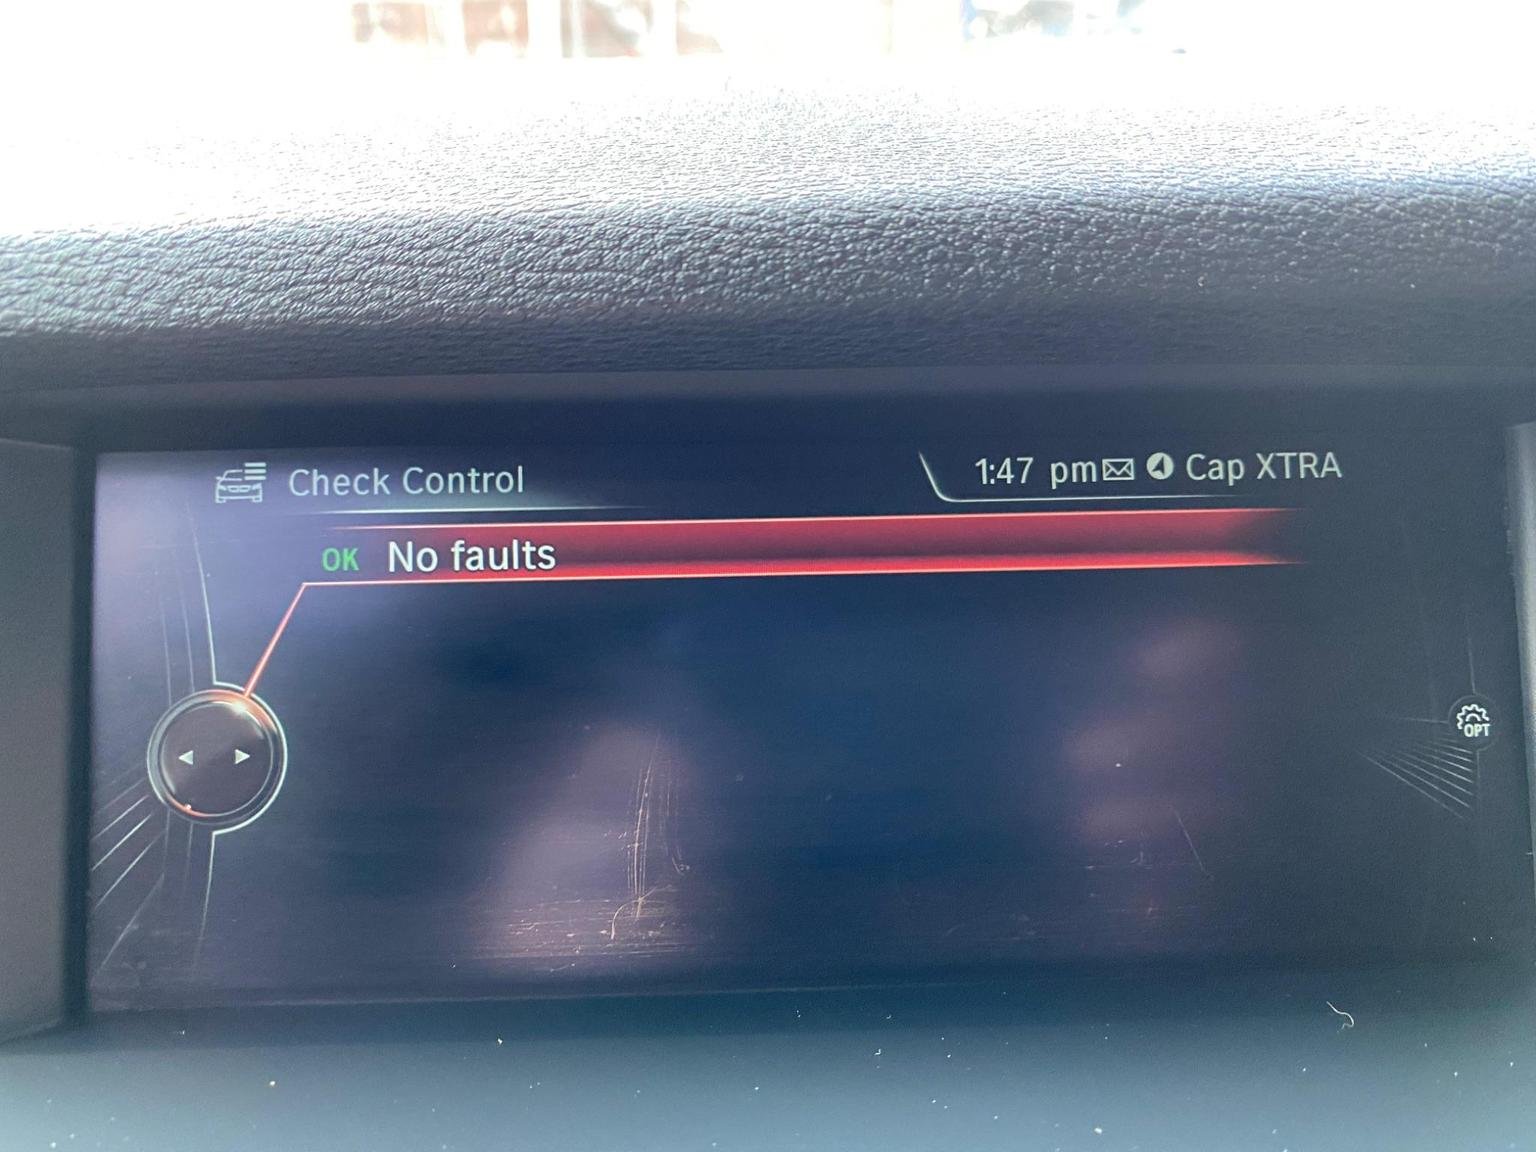 Check Control
1:47 pm Cap XTRA
OK No faults
OPT